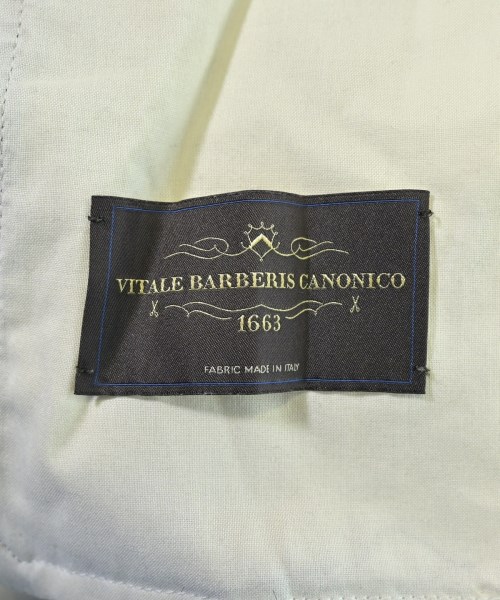 VITALE BARBERIS CANONICO
1663
FABRIC MADE IN ITALY